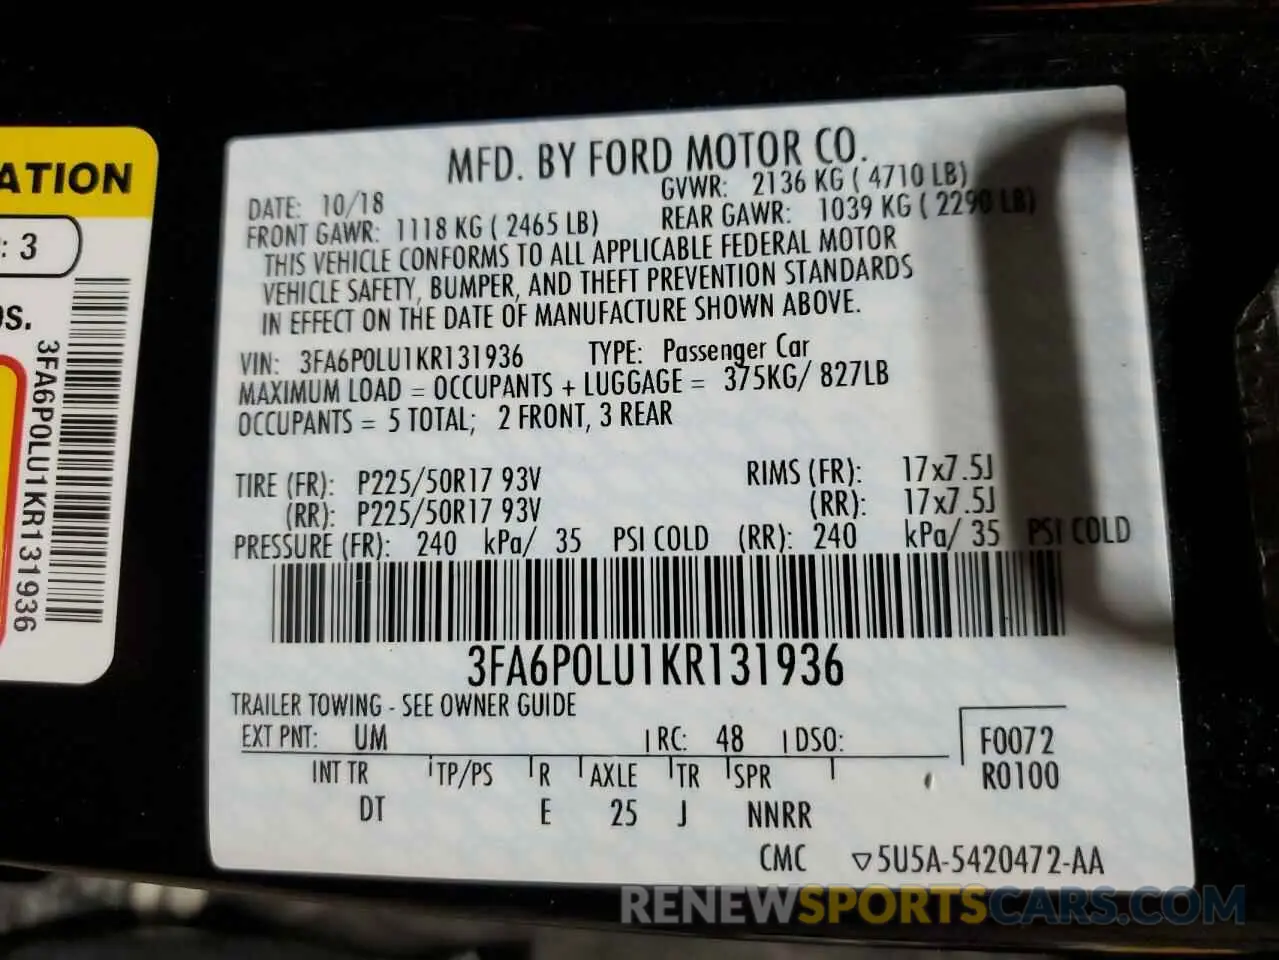 ATION
: 3
OS.
3FA6P0LU1KR131936
MFD. BY FORD MOTOR CO.
DATE: 10/18 GVWR: 2136 KG ( 4710 LB)
FRONT GAWR: 1118 KG ( 2465 LB) REAR GAWR: 1039 KG ( 2290 LB)
THIS VEHICLE CONFORMS TO ALL APPLICABLE FEDERAL MOTOR
VEHICLE SAFETY, BUMPER, AND THEFT PREVENTION STANDARDS
IN EFFECT ON THE DATE OF MANUFACTURE SHOWN ABOVE.
VIN: 3FA6P0LU1KR131936 TYPE: Passenger Car
MAXIMUM LOAD = OCCUPANTS + LUGGAGE = 375KG/ 827LB
OCCUPANTS = 5 TOTAL; 2 FRONT, 3 REAR
TIRE (FR): P225/50R17 93V RIMS (FR): 17x7.5J
(RR): P225/50R17 93V (RR): 17x7.5J
PRESSURE (FR): 240 kPa/ 35 PSI COLD (RR): 240 kPa/ 35 PSI COLD
3FA6P0LU1KR131936
TRAILER TOWING - SEE OWNER GUIDE
EXT PNT: UM RC: 48 DSO: F0072
INT TR TP/PS R AXLE TR SPR R0100
DT E 25 J NNRR
CMC ▽5U5A-5420472-AA
RENEWSPORTSCARS.COM